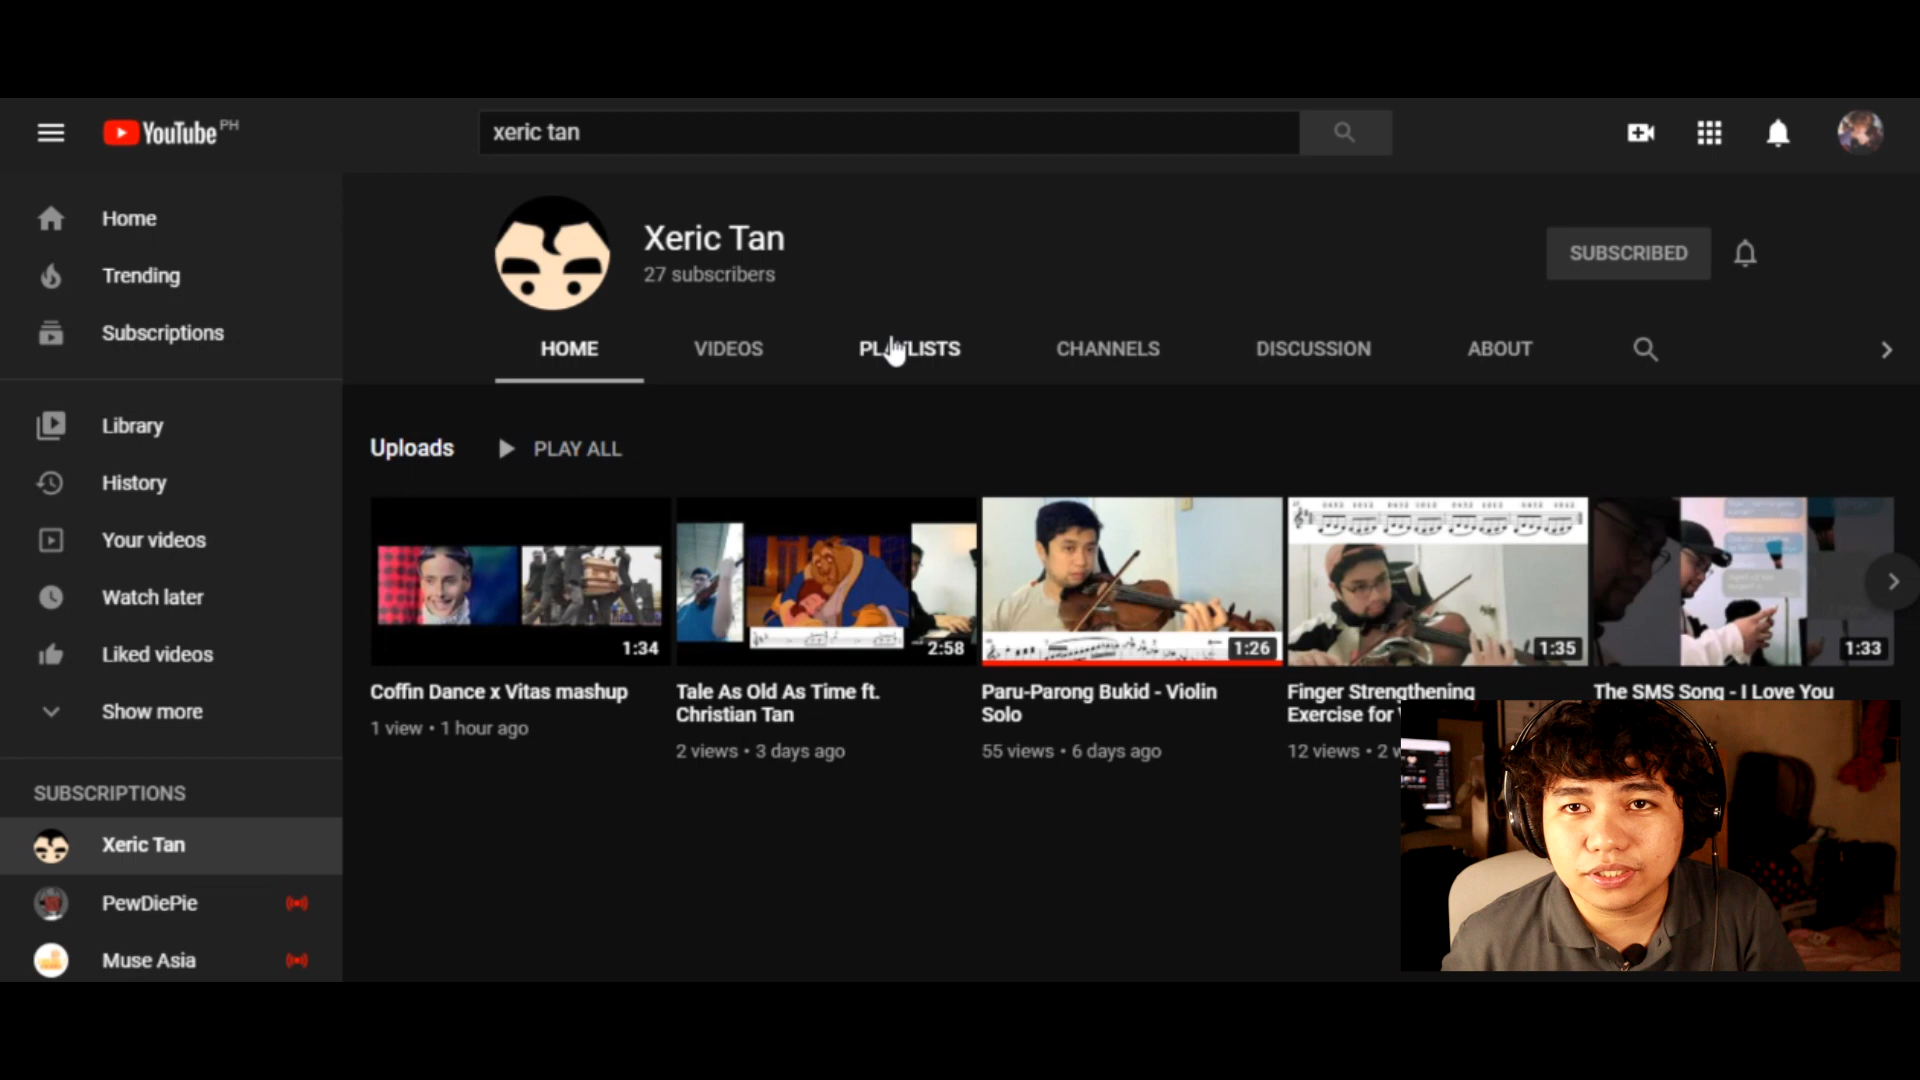 YouTube PH
xeric tan
Home
Trending
Subscriptions
Library
History
Your videos
Watch later
Liked videos
Show more
SUBSCRIPTIONS
Xeric Tan
PewDiePie
Muse Asia
Xeric Tan
27 subscribers
SUBSCRIBED
HOME VIDEOS PLAYLISTS CHANNELS DISCUSSION ABOUT
Uploads PLAY ALL
1:34
Coffin Dance x Vitas mashup
1 view • 1 hour ago
2:58
Tale As Old As Time ft.
Christian Tan
2 views • 3 days ago
1:26
Paru-Parong Bukid - Violin
Solo
55 views • 6 days ago
1:35
Finger Strengthening
Exercise for
12 views • 2
1:33
The SMS Song - I Love You